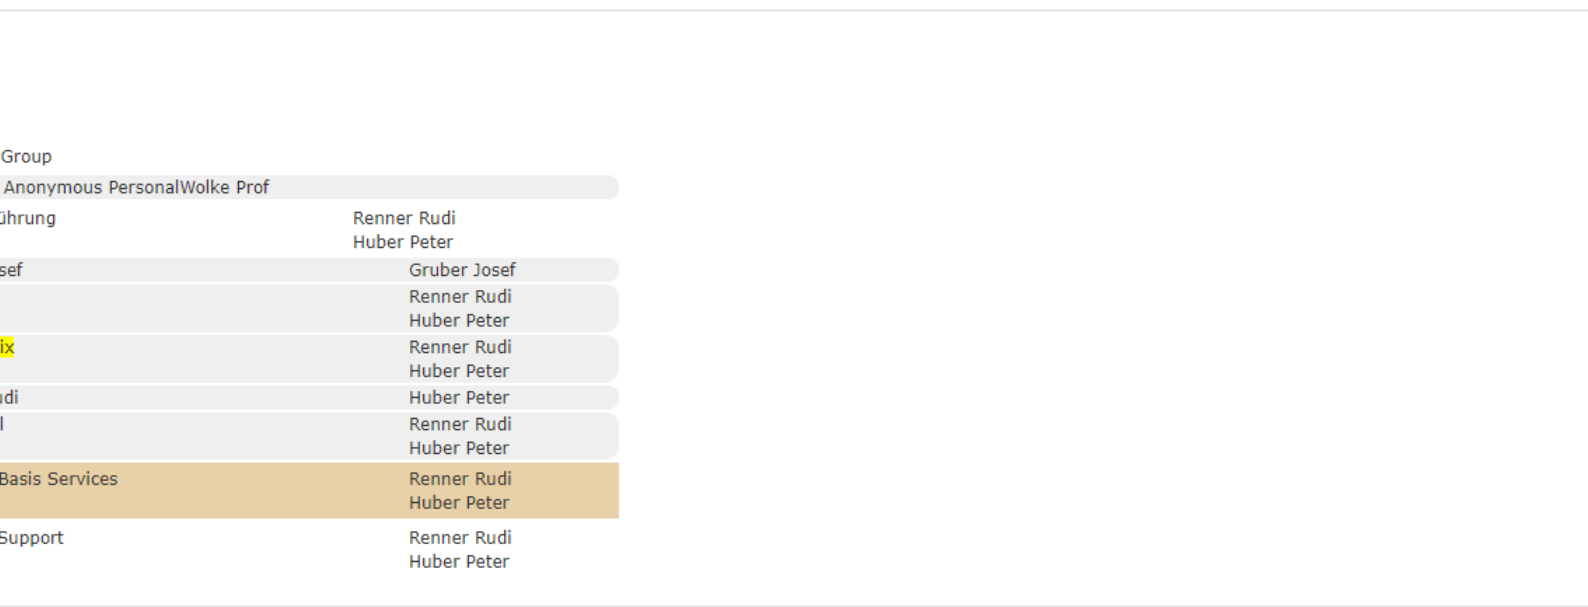 Group
Anonymous PersonalWolke Prof
ührung Renner Rudi
Huber Peter
sef Gruber Josef
Renner Rudi
Huber Peter
ix Renner Rudi
Huber Peter
udi Huber Peter
l Renner Rudi
Huber Peter
Basis Services Renner Rudi
Huber Peter
Support Renner Rudi
Huber Peter